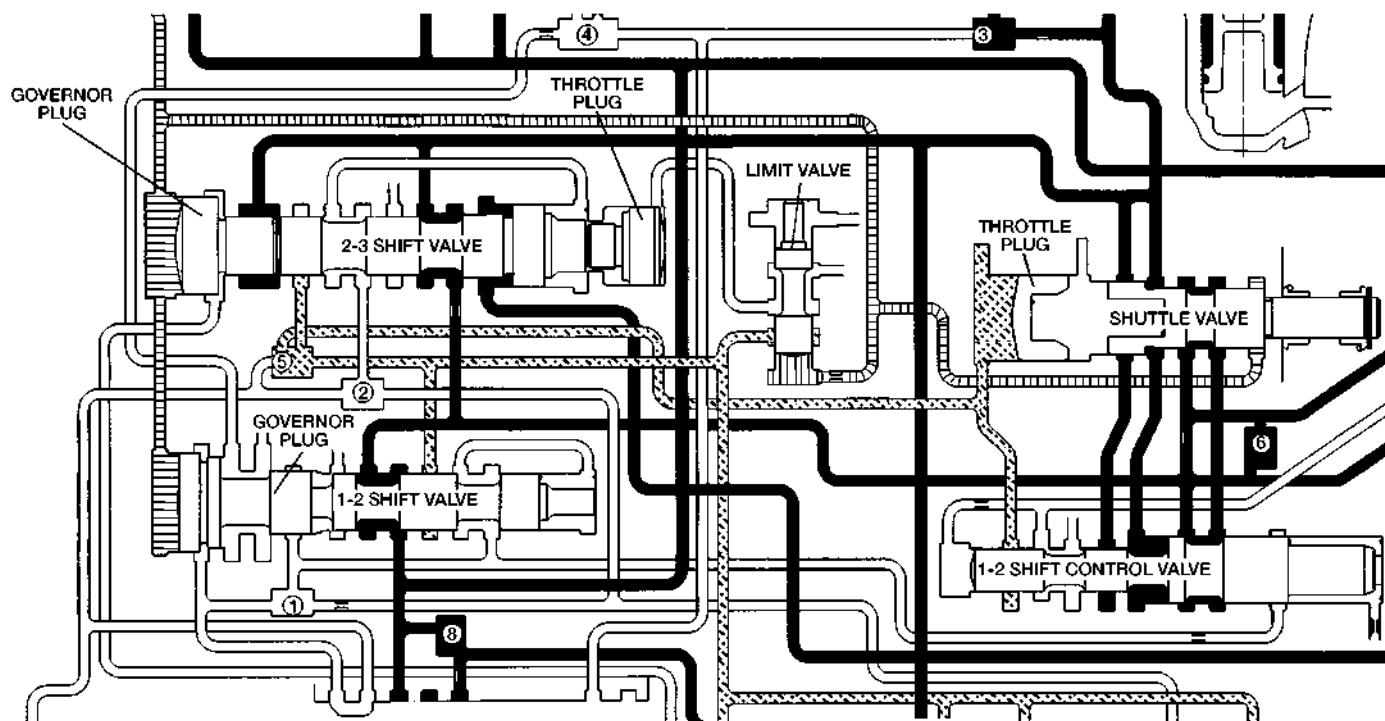 ④
③
GOVERNOR
PLUG
THROTTLE
PLUG
LIMIT VALVE
THROTTLE
PLUG
2-3 SHIFT VALVE
SHUTTLE VALVE
⑤
②
GOVERNOR
PLUG
⑥
1-2 SHIFT VALVE
1-2 SHIFT CONTROL VALVE
①
⑧